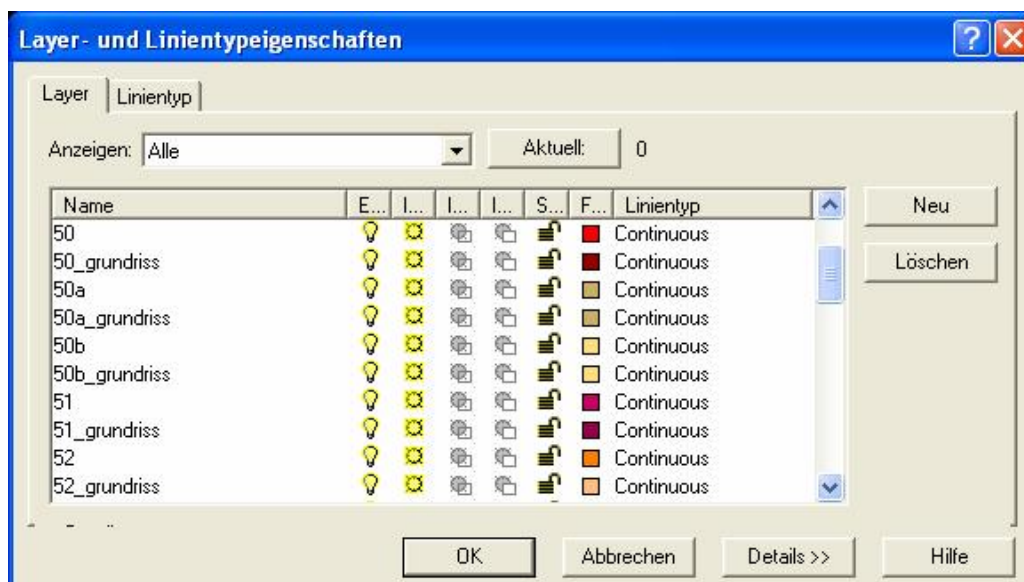 Layer- und Linientypeigenschaften
Layer Linientyp
Anzeigen: Alle Aktuell: 0
Name E... I... I... I... S... F... Linientyp
50 Continuous
50_grundriss Continuous
50a Continuous
50a_grundriss Continuous
50b Continuous
50b_grundriss Continuous
51 Continuous
51_grundriss Continuous
52 Continuous
52_grundriss Continuous
Neu
Löschen
OK Abbrechen Details >> Hilfe